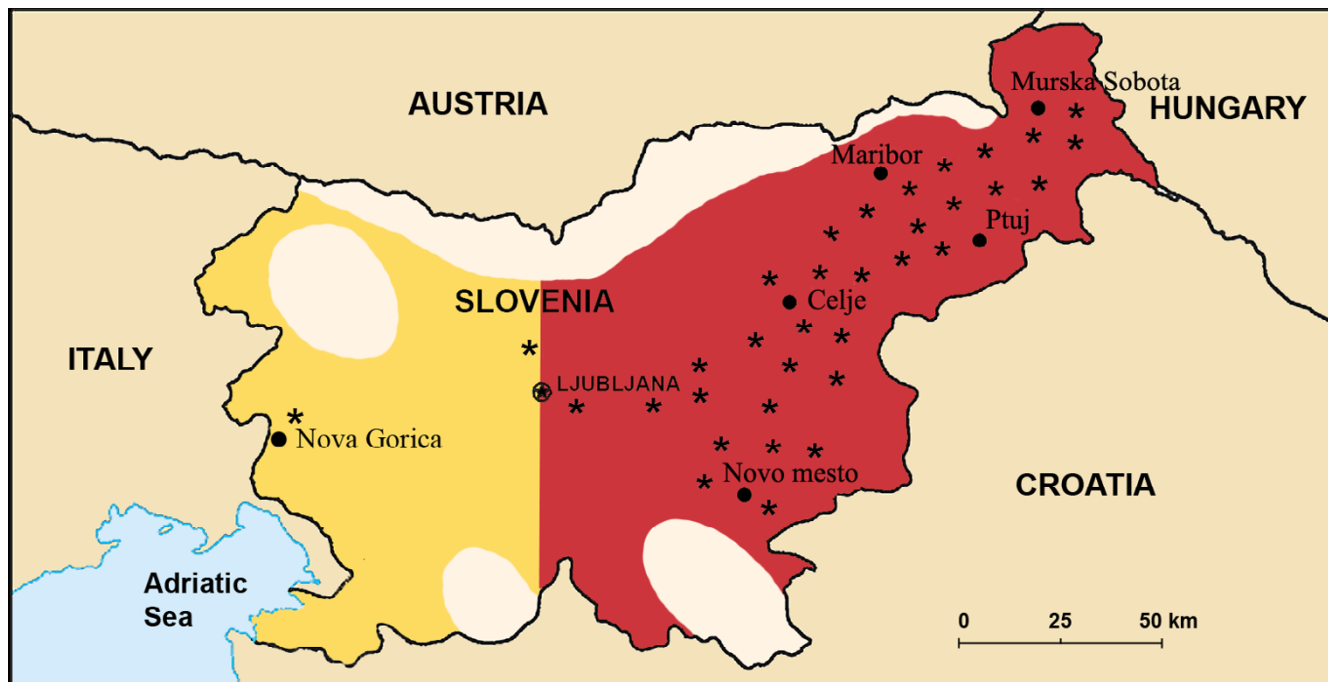 AUSTRIA
Murska Sobota
HUNGARY
Maribor
Ptuj
SLOVENIA
Celje
ITALY
LJUBLJANA
Nova Gorica
Novo mesto
CROATIA
Adriatic
Sea
0 25 50 km